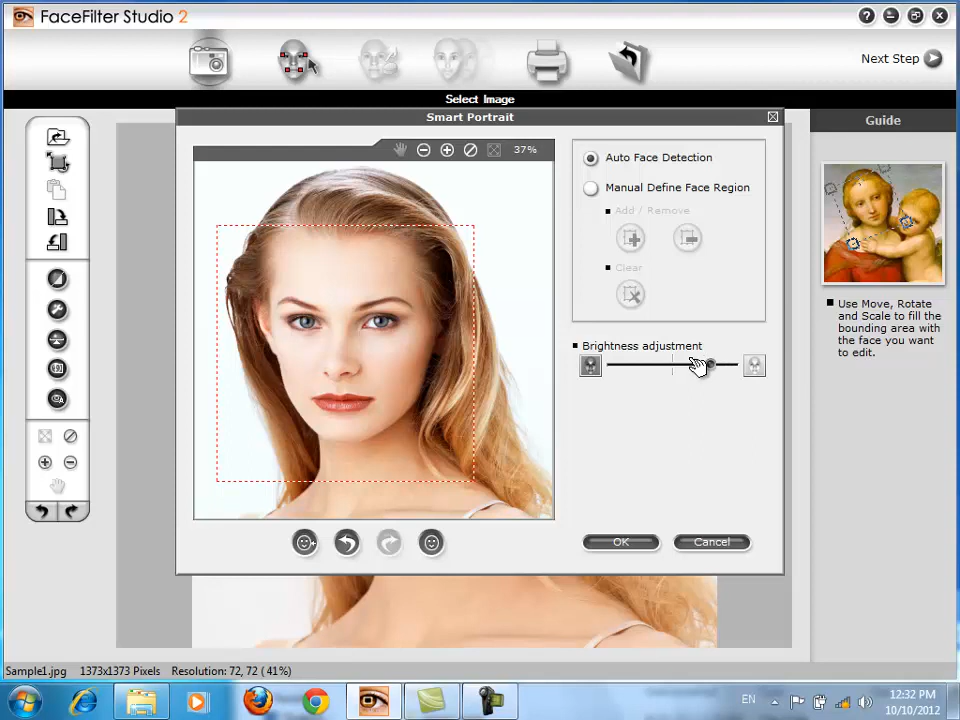 FaceFilter Studio 2
Next Step
Select Image
Smart Portrait
Guide
37%
Auto Face Detection
Manual Define Face Region
Add / Remove
Clear
Brightness adjustment
Use Move, Rotate
and Scale to fill the
bounding area with
the face you want
to edit.
OK
Cancel
Sample1.jpg 1373x1373 Pixels Resolution: 72, 72 ( 41%)
EN
12:32 PM
10/10/2012